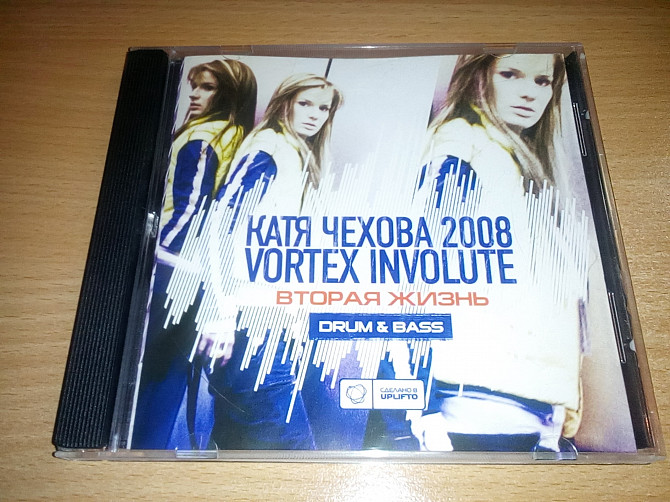 КАТЯ ЧЕХОВА 2008
VORTEX INVOLUTE
ВТОРАЯ ЖИЗНЬ
DRUM & BASS
СДЕЛАНО В
UPLIFTO